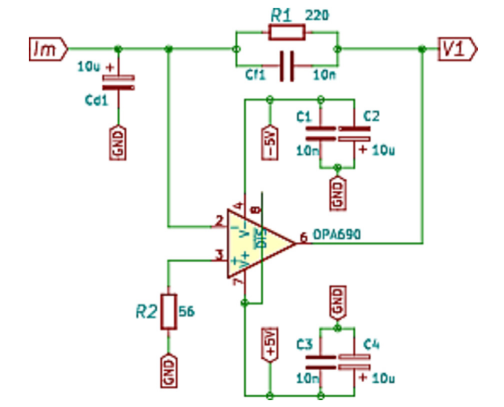 R1 220
Im
V1
10u +
Cd1
Cf1 10n
GND
-5V
C1 C2
10n + 10u
GND
4 8
2 V- DIS
6 OPA690
3 + V+
7
R2 56
GND
GND
+5V
C3 C4
10n + 10u